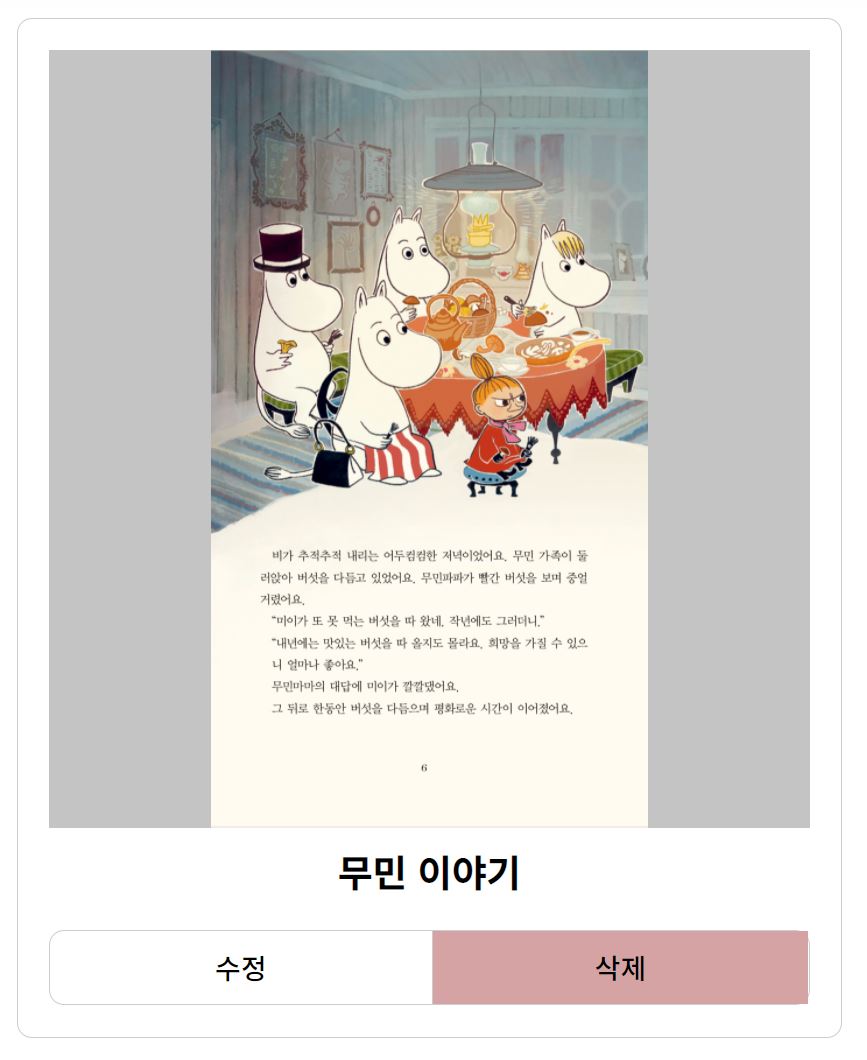 비가 추적추적 내리는 어두컴컴한 저녁이었어요. 무민 가족이 둘
러앉아 버섯을 다듬고 있었어요. 무민파파가 빨간 버섯을 보며 중얼
거렸어요.
“미이가 또 못 먹는 버섯을 따 왔네. 작년에도 그러더니.”
“내년에는 맛있는 버섯을 따 올지도 몰라요. 희망을 가질 수 있으
니 얼마나 좋아요.”
무민마마의 대답에 미이가 깔깔댔어요.
그 뒤로 한동안 버섯을 다듬으며 평화로운 시간이 이어졌어요.
6
무민 이야기
수정
삭제